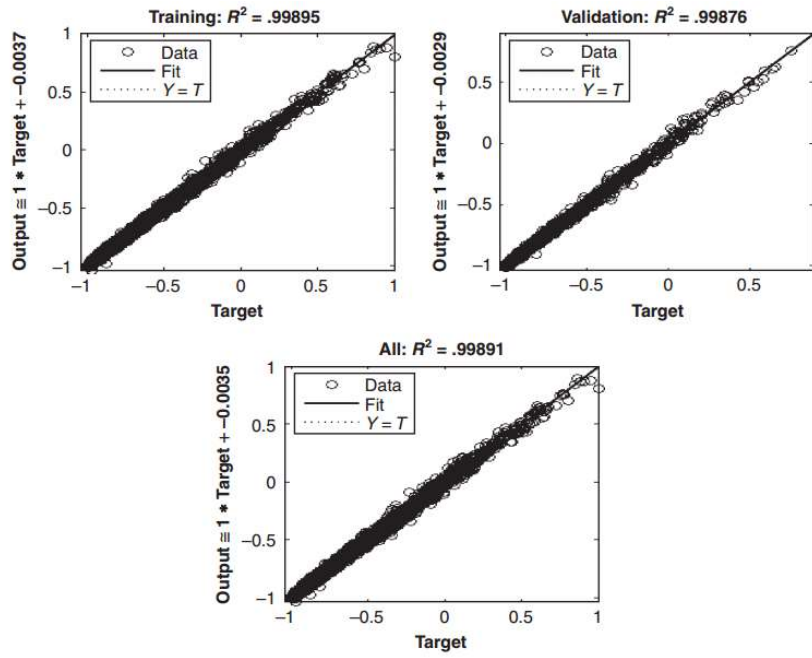 Training: R² = .99895
Output ≅ 1 * Target + −0.0037
1
0.5
0
−0.5
−1
Data
Fit
Y = T
−1
−0.5
0
0.5
1
Target
Validation: R² = .99876
Output ≅ 1 * Target + −0.0029
0.5
0
−0.5
−1
Data
Fit
Y = T
−1
−0.5
0
0.5
Target
All: R² = .99891
Output ≅ 1 * Target + −0.0035
1
0.5
0
−0.5
−1
Data
Fit
Y = T
−1
−0.5
0
0.5
1
Target